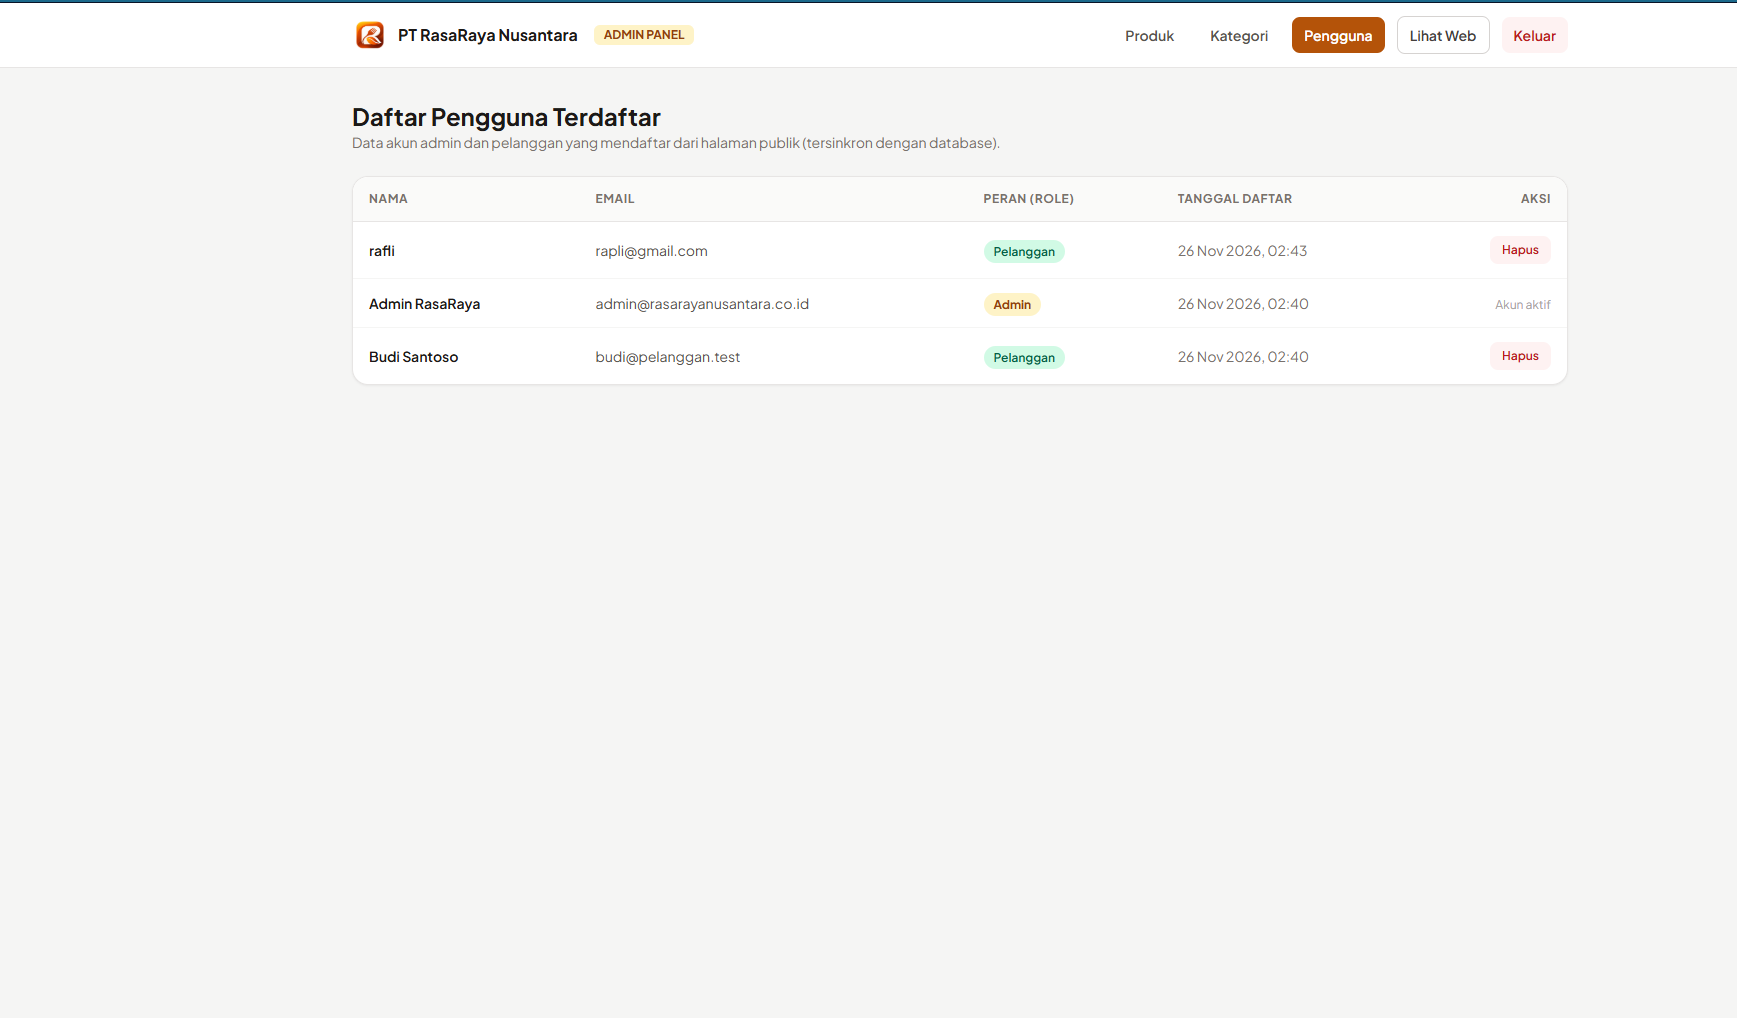 PT RasaRaya Nusantara ADMIN PANEL Produk Kategori Pengguna Lihat Web Keluar
Daftar Pengguna Terdaftar
Data akun admin dan pelanggan yang mendaftar dari halaman publik (tersinkron dengan database).
NAMA EMAIL PERAN (ROLE) TANGGAL DAFTAR AKSI
rafli rapli@gmail.com Pelanggan 26 Nov 2026, 02:43 Hapus
Admin RasaRaya admin@rasarayanusantara.co.id Admin 26 Nov 2026, 02:40 Akun aktif
Budi Santoso budi@pelanggan.test Pelanggan 26 Nov 2026, 02:40 Hapus